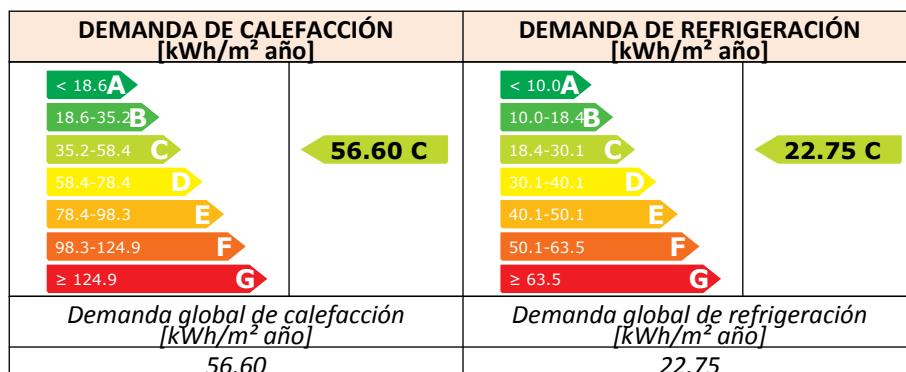 DEMANDA DE CALEFACCIÓN
[kWh/m² año]
DEMANDA DE REFRIGERACIÓN
[kWh/m² año]
< 18.6 A
18.6-35.2 B
35.2-58.4 C
58.4-78.4 D
78.4-98.3 E
98.3-124.9 F
≥ 124.9 G
56.60 C
< 10.0 A
10.0-18.4 B
18.4-30.1 C
30.1-40.1 D
40.1-50.1 E
50.1-63.5 F
≥ 63.5 G
22.75 C
Demanda global de calefacción
[kWh/m² año]
Demanda global de refrigeración
[kWh/m² año]
56.60
22.75